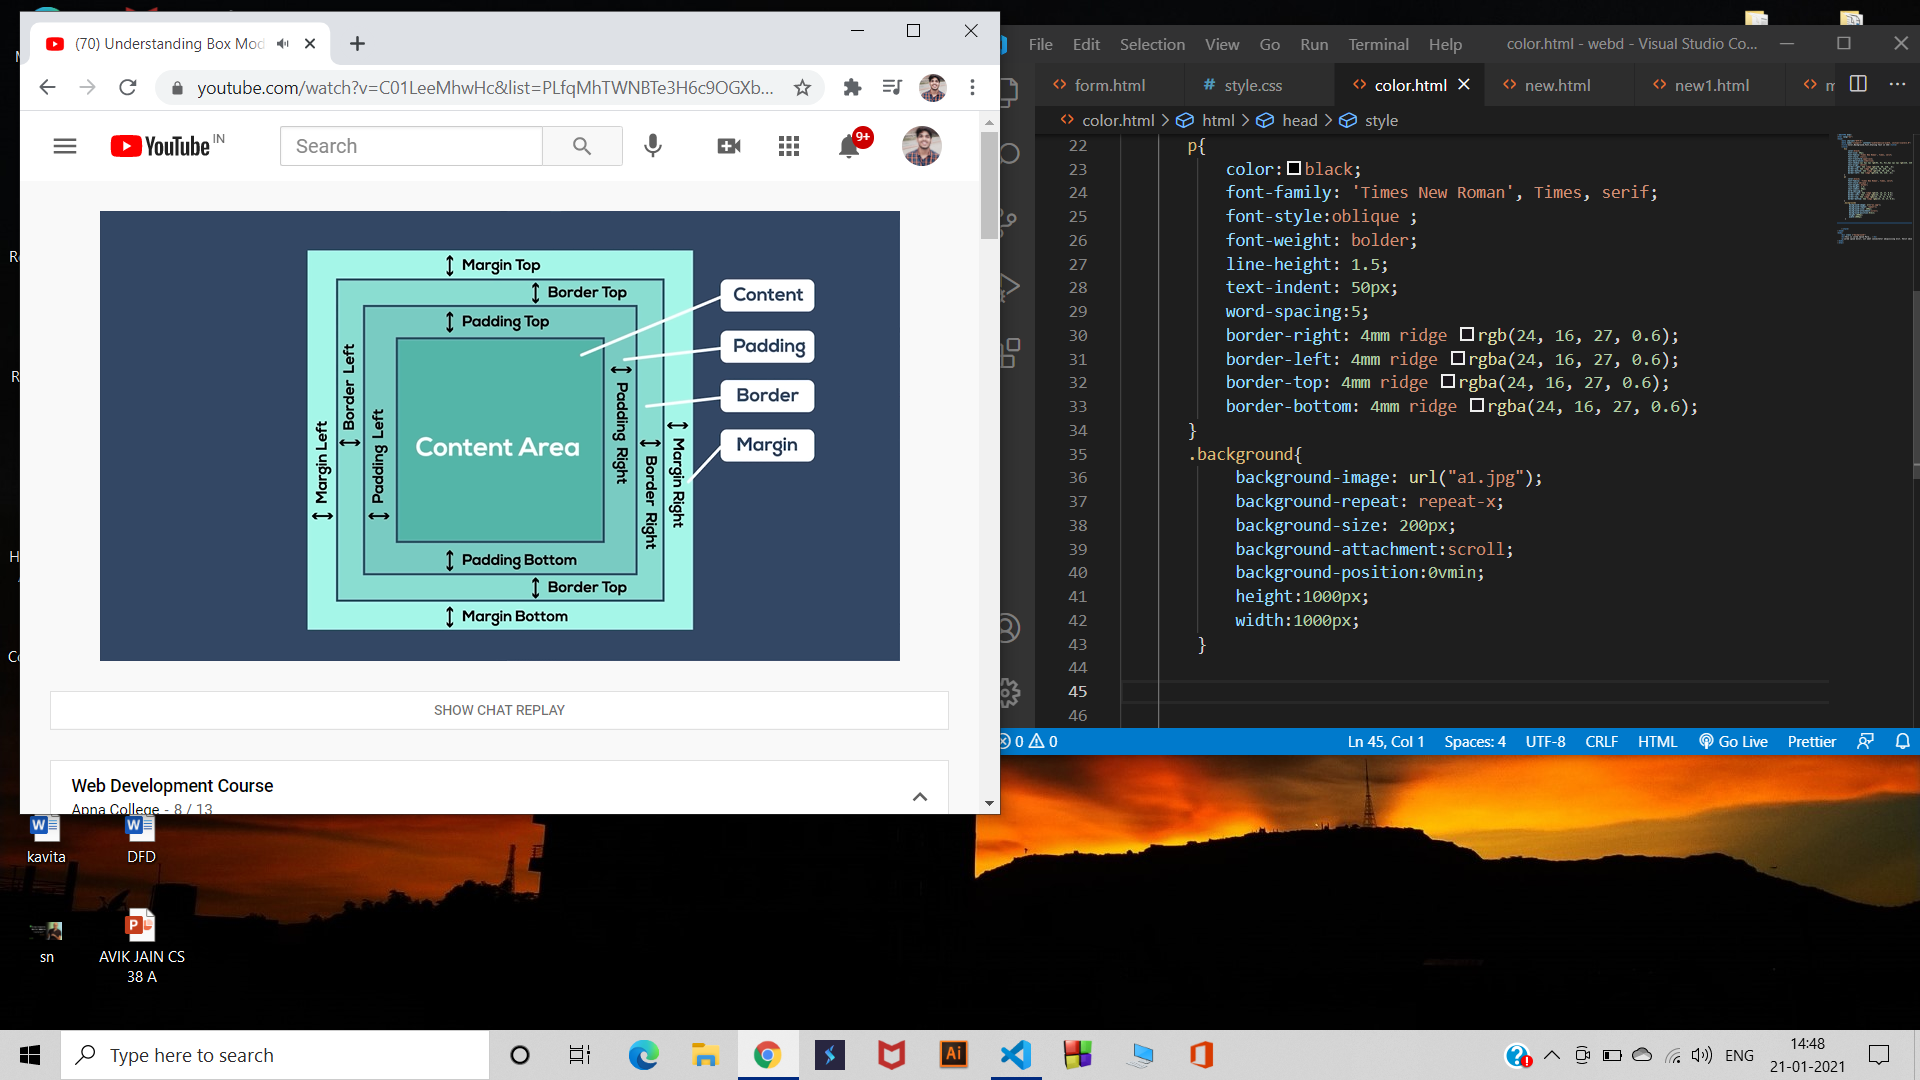 (70) Understanding Box Mod
youtube.com/watch?v=C01LeeMhwHc&list=PLfqMhTWNBTe3H6c9OGXb...
YouTube IN
Search
9+
Margin Top
Border Top
Padding Top
Content
Padding
Border
Margin
Margin Left
Border Left
Padding Left
Content Area
Padding Right
Border Right
Margin Right
Padding Bottom
Border Top
Margin Bottom
SHOW CHAT REPLAY
Web Development Course
Apna College - 8 / 13
File Edit Selection View Go Run Terminal Help
color.html - webd - Visual Studio Co...
form.html
# style.css
color.html
new.html
new1.html
color.html > html > head > style
22 p{
23 color:black;
24 font-family: 'Times New Roman', Times, serif;
25 font-style:oblique ;
26 font-weight: bolder;
27 line-height: 1.5;
28 text-indent: 50px;
29 word-spacing:5;
30 border-right: 4mm ridge rgb(24, 16, 27, 0.6);
31 border-left: 4mm ridge rgba(24, 16, 27, 0.6);
32 border-top: 4mm ridge rgba(24, 16, 27, 0.6);
33 border-bottom: 4mm ridge rgba(24, 16, 27, 0.6);
34 }
35 .background{
36 background-image: url("a1.jpg");
37 background-repeat: repeat-x;
38 background-size: 200px;
39 background-attachment:scroll;
40 background-position:0vmin;
41 height:1000px;
42 width:1000px;
43 }
44
45
46
0 0
Ln 45, Col 1 Spaces: 4 UTF-8 CRLF HTML Go Live Prettier
kavita
DFD
sn
AVIK JAIN CS
38 A
Type here to search
Ai
ENG
14:48
21-01-2021